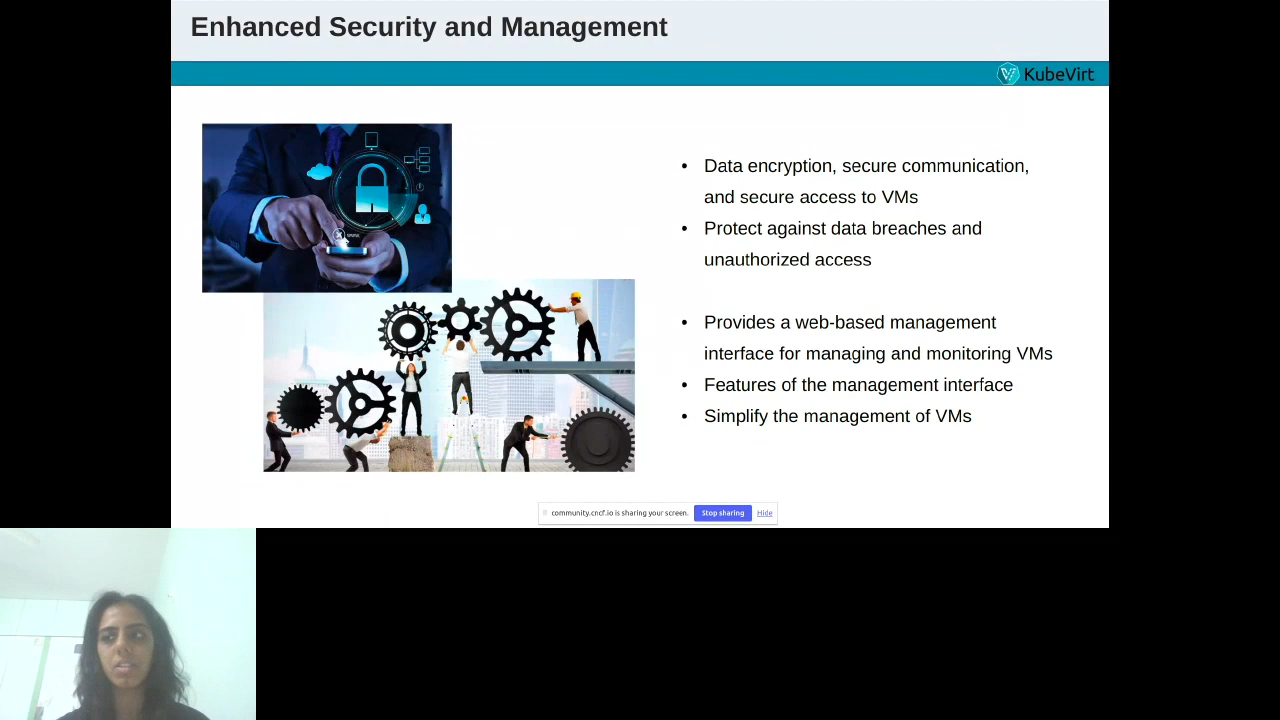 Enhanced Security and Management
KubeVirt
• Data encryption, secure communication,
and secure access to VMs
• Protect against data breaches and
unauthorized access
• Provides a web-based management
interface for managing and monitoring VMs
• Features of the management interface
• Simplify the management of VMs
community.cncf.io is sharing your screen.
Stop sharing
Hide